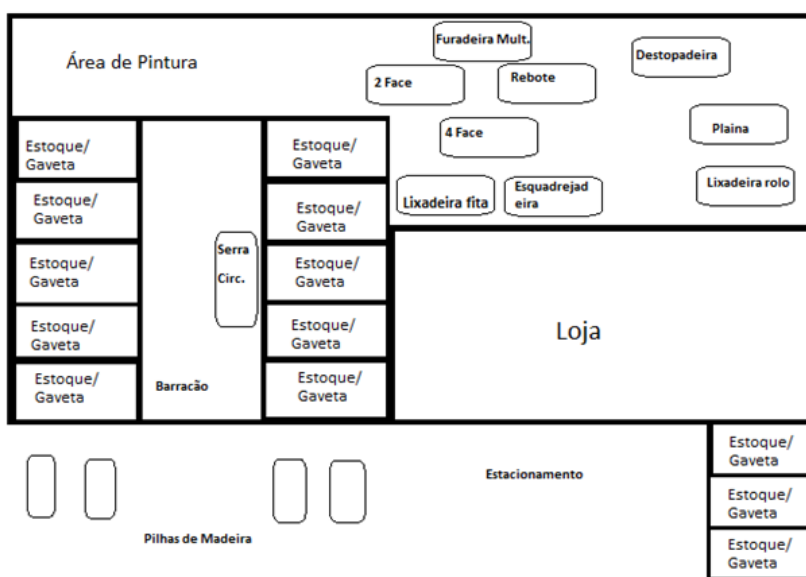 Área de Pintura
Furadeira Mult.
Destopadeira
2 Face
Rebote
4 Face
Plaina
Lixadeira fita
Esquadrejad
eira
Lixadeira rolo
Estoque/
Gaveta
Estoque/
Gaveta
Estoque/
Gaveta
Estoque/
Gaveta
Estoque/
Gaveta
Serra
Circ.
Barracão
Estoque/
Gaveta
Estoque/
Gaveta
Estoque/
Gaveta
Estoque/
Gaveta
Estoque/
Gaveta
Loja
Estacionamento
Pilhas de Madeira
Estoque/
Gaveta
Estoque/
Gaveta
Estoque/
Gaveta